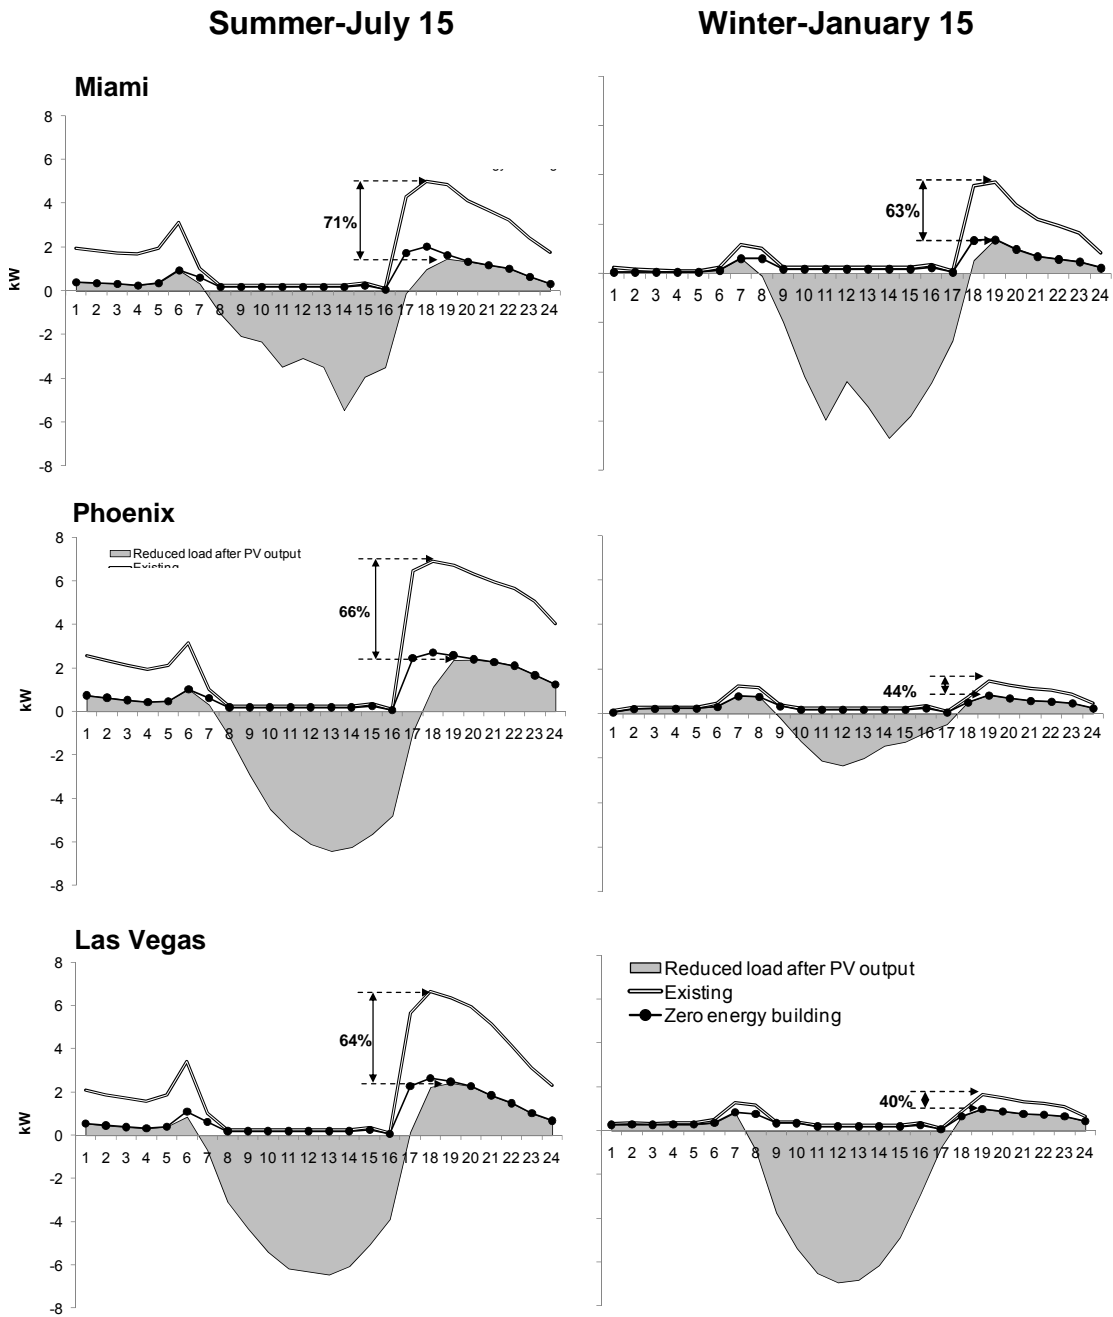 Summer-July 15
Winter-January 15
Miami
8
6
4
2
0
-2
-4
-6
-8
kW
71%
1 2 3 4 5 6 7 8 9 10 11 12 13 14 15 16 17 18 19 20 21 22 23 24
63%
1 2 3 4 5 6 7 8 9 10 11 12 13 14 15 16 17 18 19 20 21 22 23 24
Phoenix
8
6
4
2
0
-2
-4
-6
-8
kW
Reduced load after PV output
Existing
66%
1 2 3 4 5 6 7 8 9 10 11 12 13 14 15 16 17 18 19 20 21 22 23 24
44%
1 2 3 4 5 6 7 8 9 10 11 12 13 14 15 16 17 18 19 20 21 22 23 24
Las Vegas
8
6
4
2
0
-2
-4
-6
-8
kW
64%
1 2 3 4 5 6 7 8 9 10 11 12 13 14 15 16 17 18 19 20 21 22 23 24
Reduced load after PV output
Existing
Zero energy building
40%
1 2 3 4 5 6 7 8 9 10 11 12 13 14 15 16 17 18 19 20 21 22 23 24